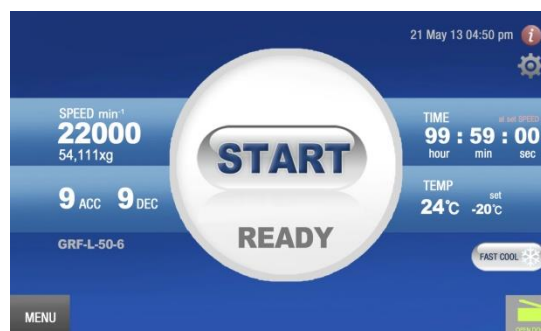 21 May 13 04:50 pm
SPEED min⁻¹
22000
54,111xg
9 ACC 9 DEC
GRF-L-50-6
START
READY
TIME at set SPEED
99 : 59 : 00
hour min sec
TEMP set
24°C -20°C
FAST COOL
MENU